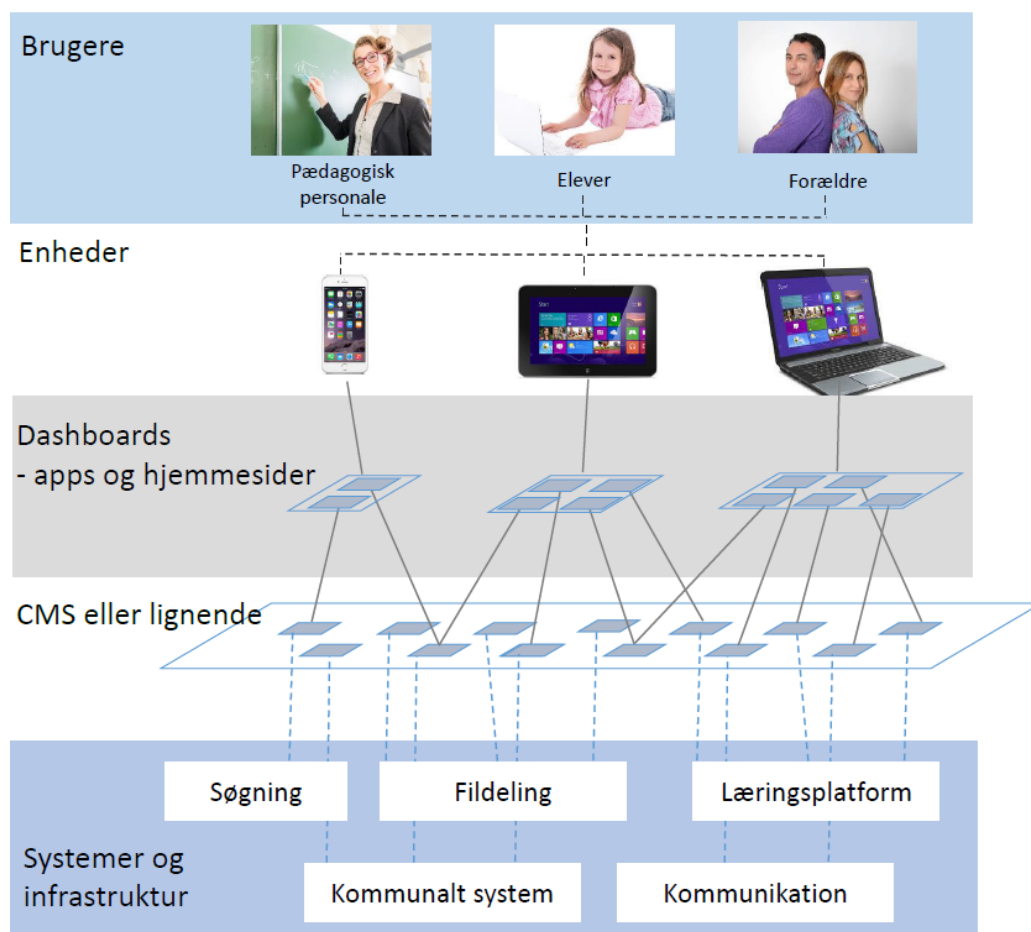 Brugere
Pædagogisk
personale
Elever
Forældre
Enheder
Start
Dashboards
- apps og hjemmesider
CMS eller lignende
Søgning
Fildeling
Læringsplatform
Systemer og
infrastruktur
Kommunalt system
Kommunikation